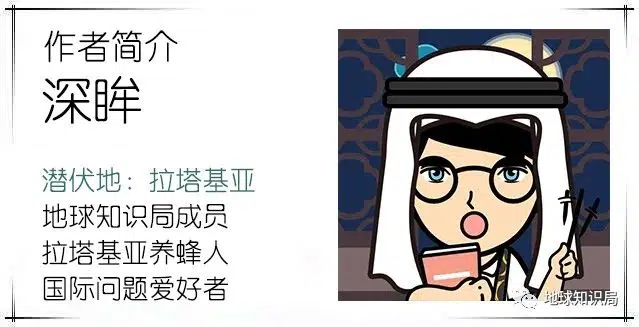 作者简介
深眸
潜伏地：拉塔基亚
地球知识局成员
拉塔基亚养蜂人
国际问题爱好者
地球知识局